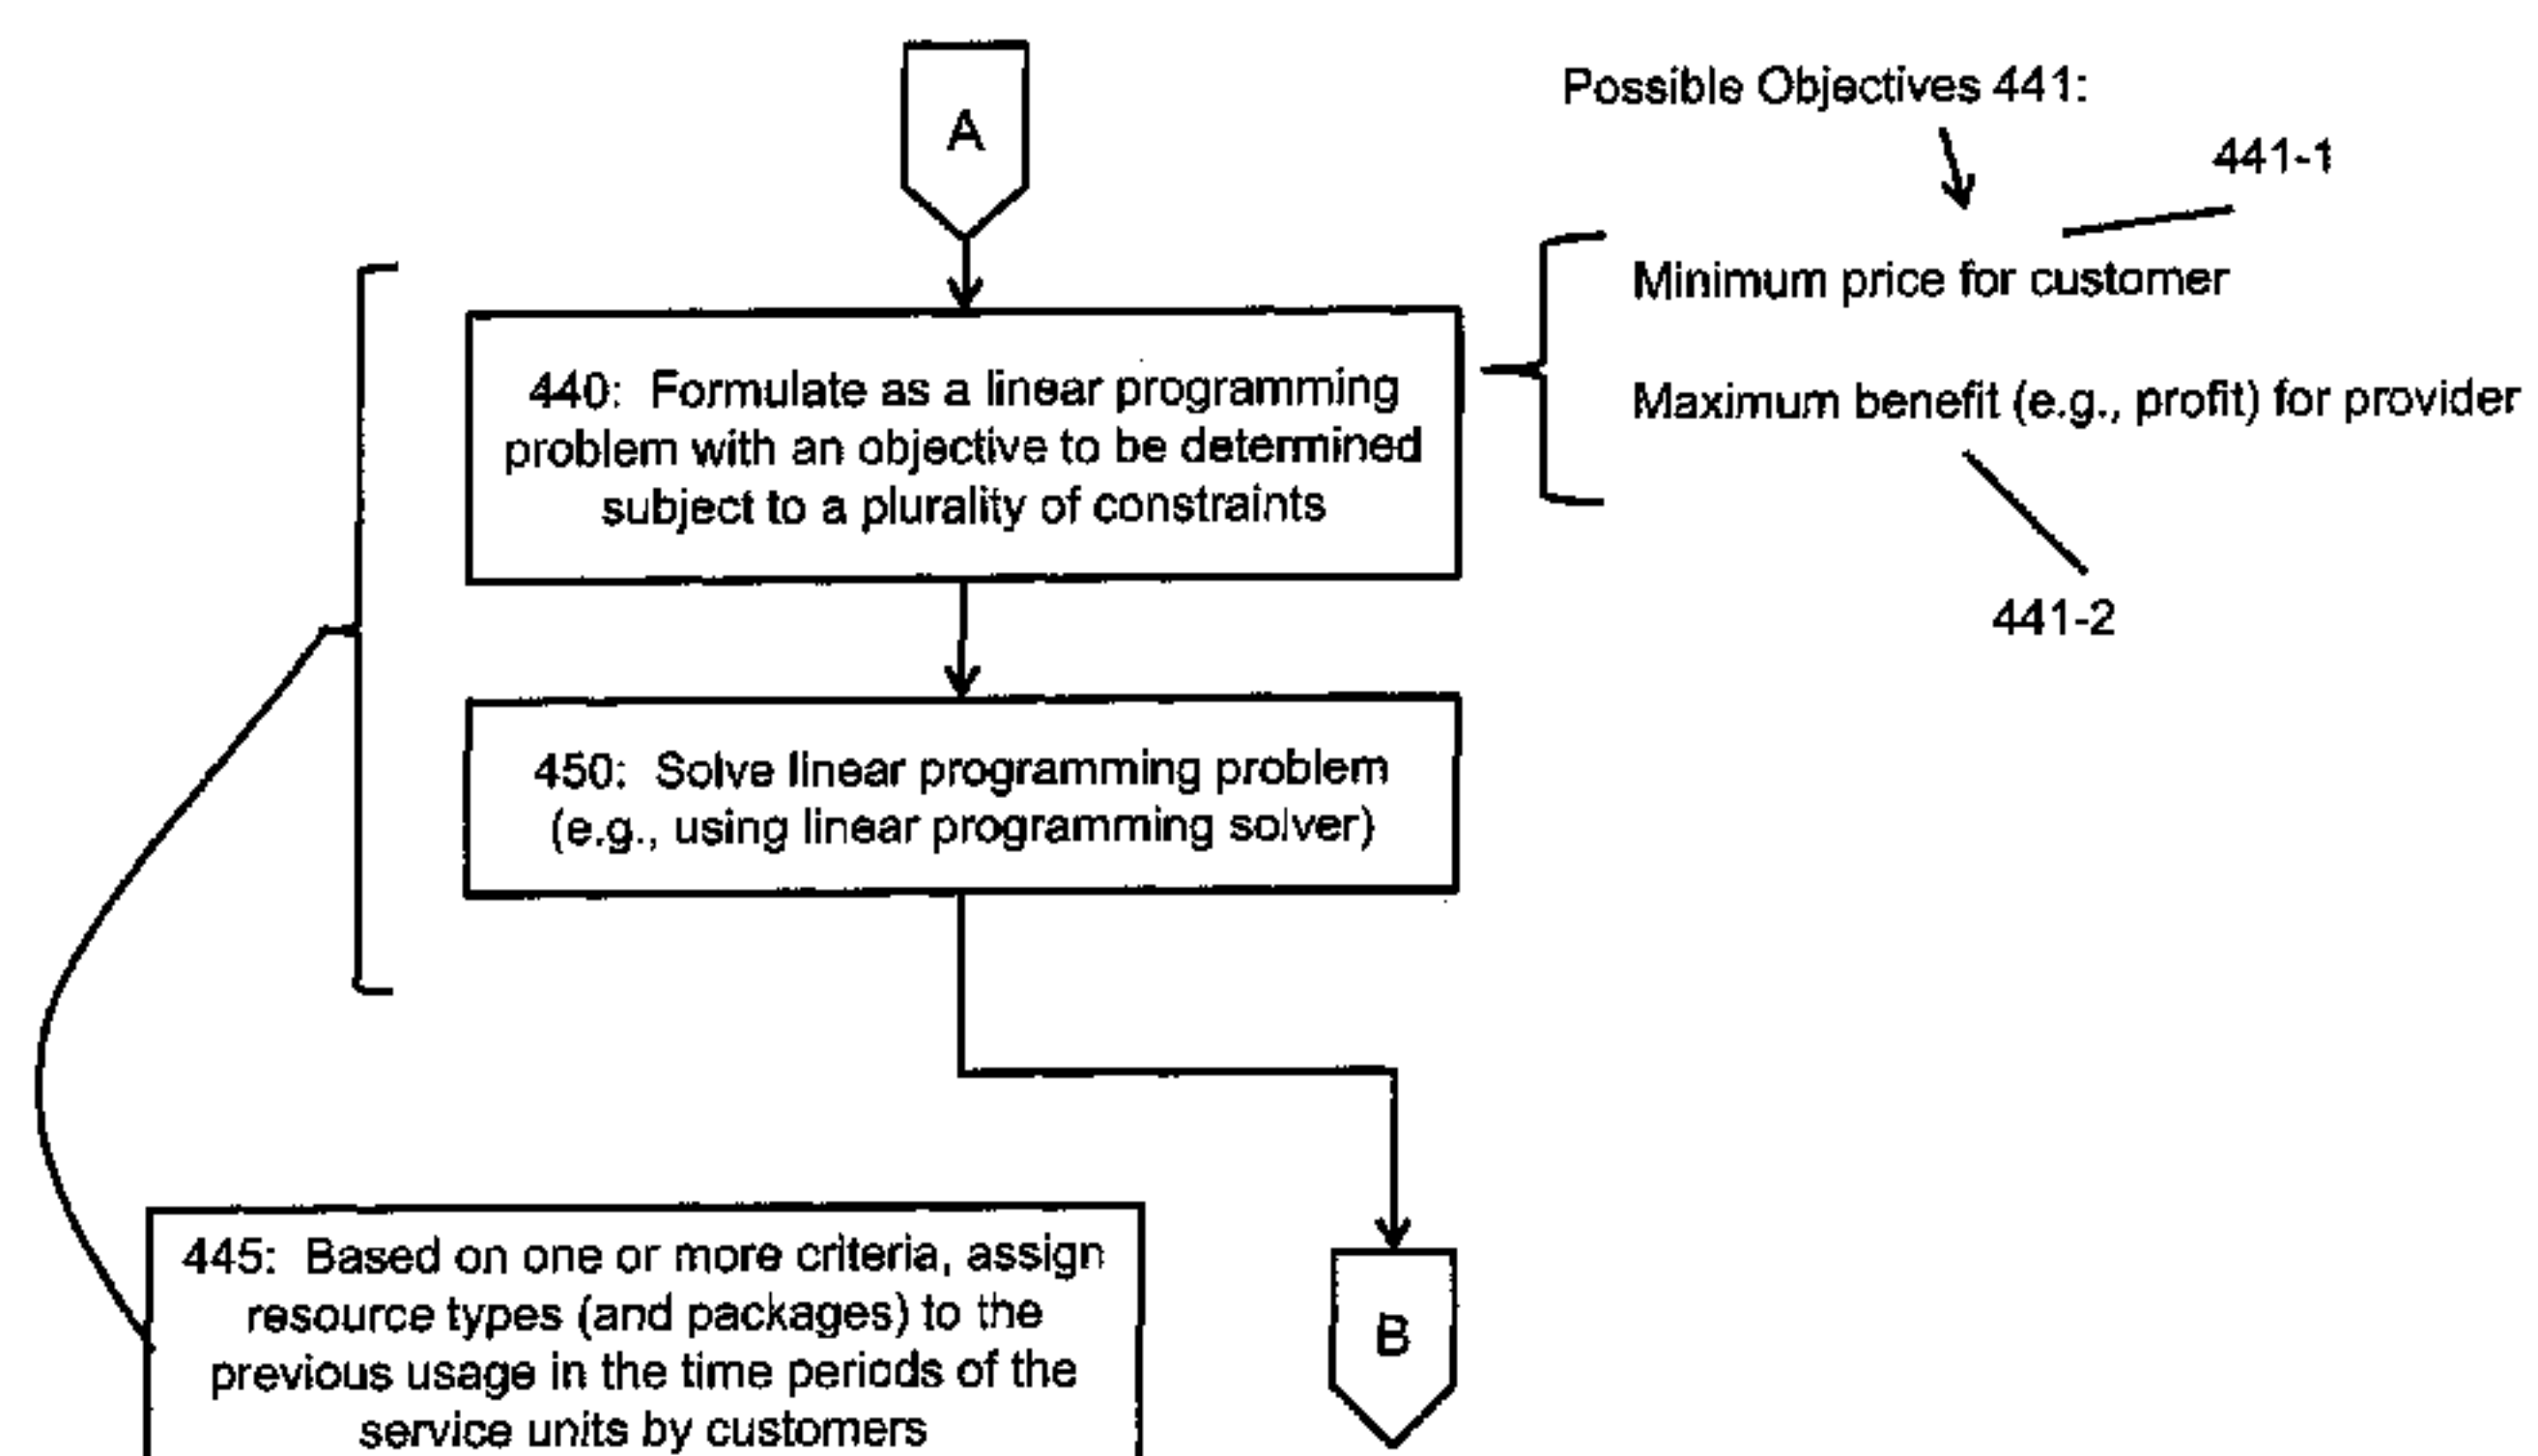 A
Possible Objectives 441:
441-1
Minimum price for customer
Maximum benefit (e.g., profit) for provider
441-2
440: Formulate as a linear programming
problem with an objective to be determined
subject to a plurality of constraints
450: Solve linear programming problem
(e.g., using linear programming solver)
445: Based on one or more criteria, assign
resource types (and packages) to the
previous usage in the time periods of the
service units by customers
B